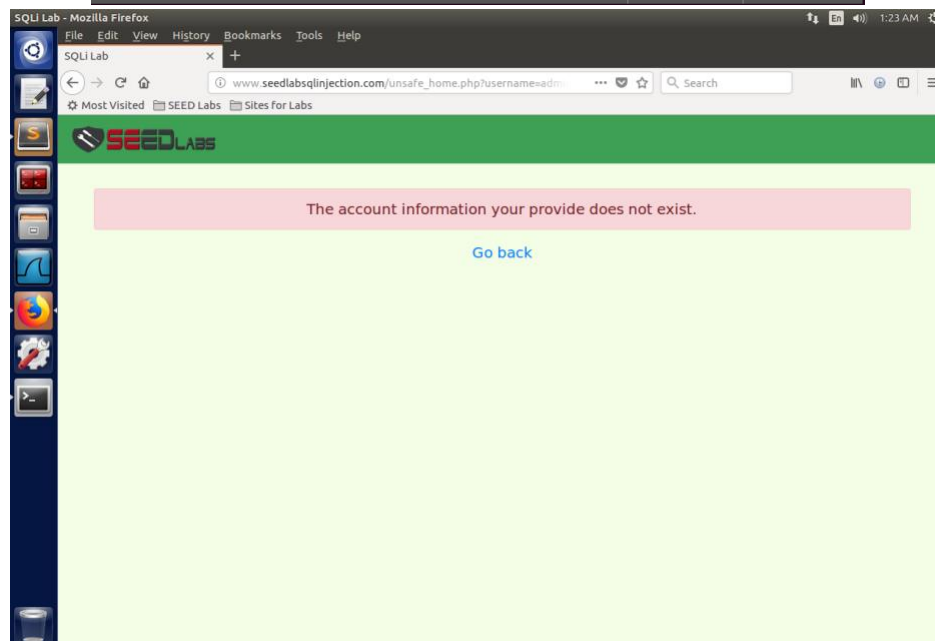 SQLi Lab - Mozilla Firefox
En 1:23 AM
File Edit View History Bookmarks Tools Help
SQLi Lab
www.seedlabsqlinjection.com/unsafe_home.php?username=adm
Search
Most Visited SEED Labs Sites for Labs
SEEDLABS
The account information your provide does not exist.
Go back